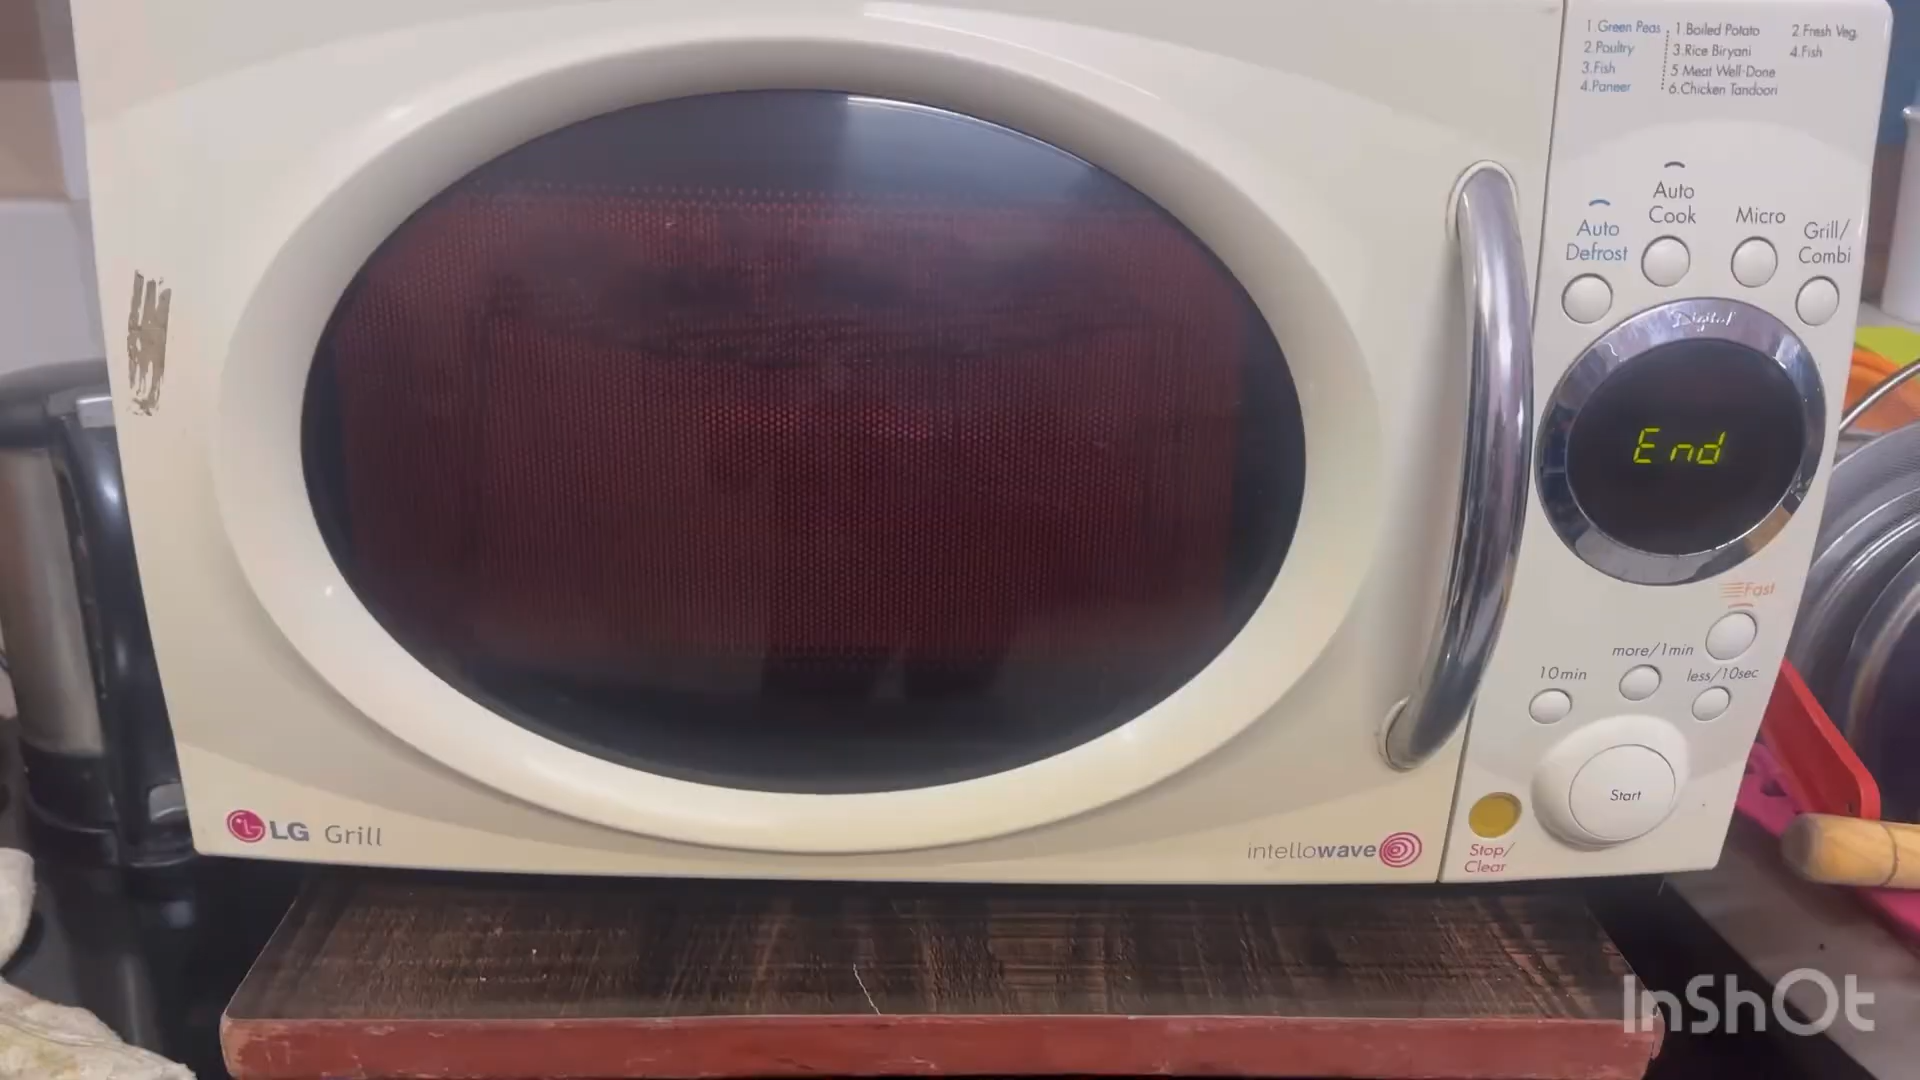 1.Green Peas
2.Poultry
3.Fish
4.Paneer
1.Boiled Potato
2.Fresh Veg.
3.Rice Biryani
4.Fish
5 Meat Well-Done
6.Chicken Tandoori
Auto
Defrost
Auto
Cook
Micro
Grill/
Combi
Digital
End
Fast
more/1min
10min
less/10sec
Start
Stop/
Clear
LG Grill
intellowave
InShOt